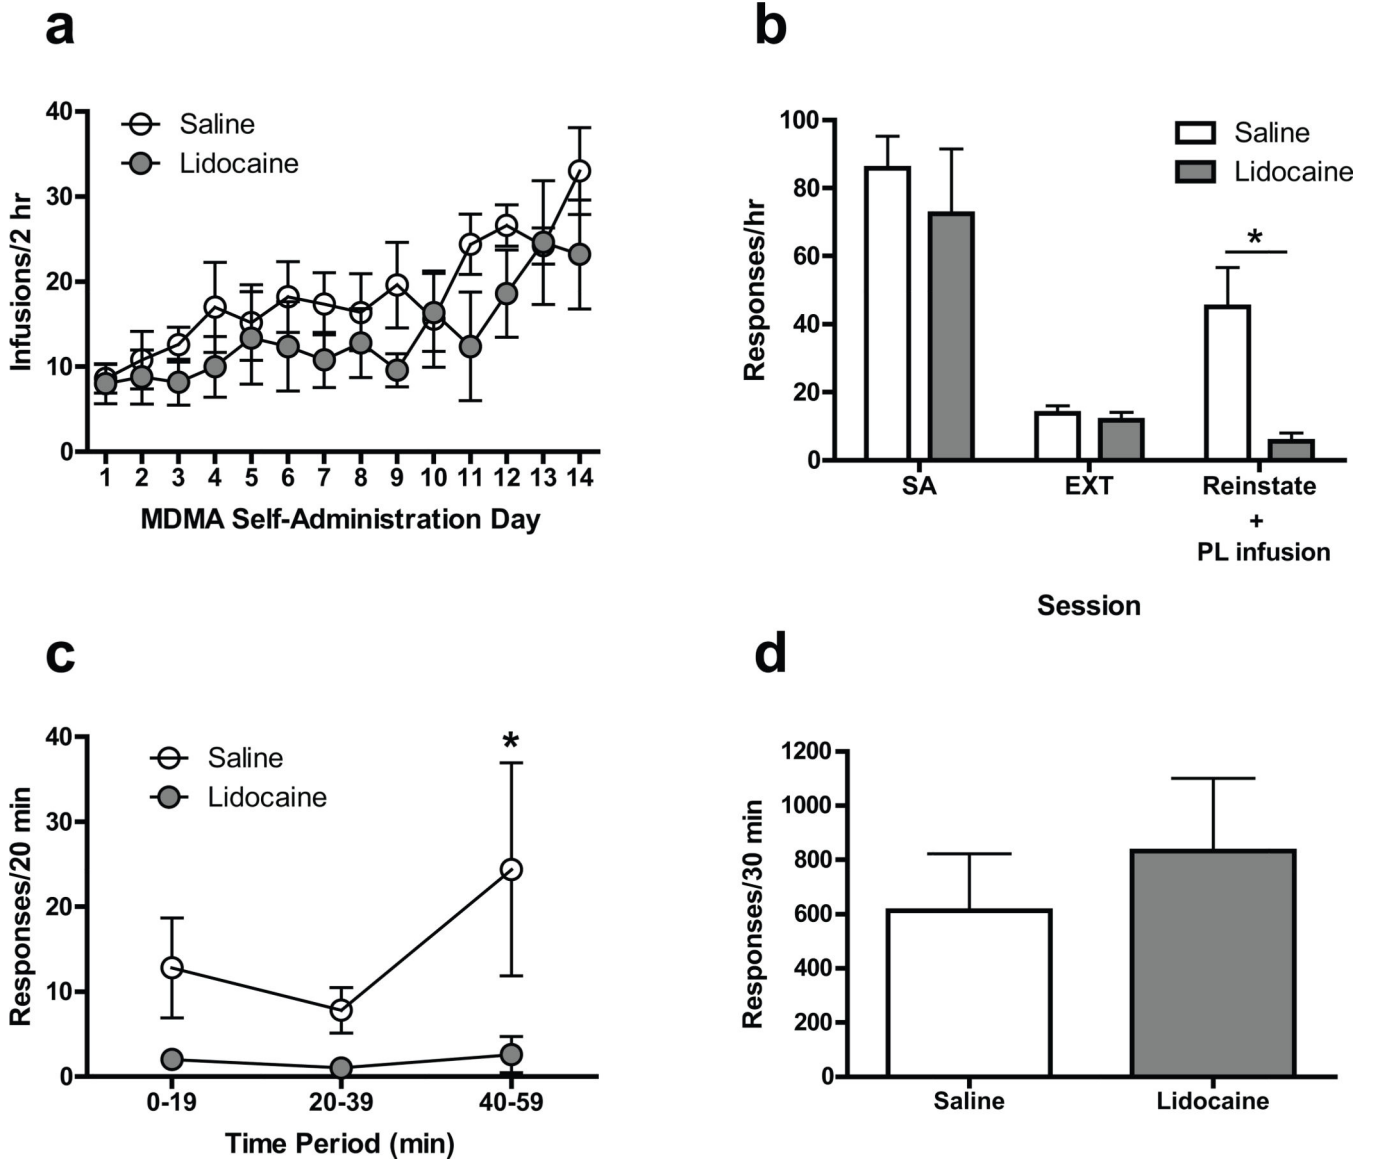 a
40
30
20
10
0
Infusions/2 hr
Saline
Lidocaine
1 2 3 4 5 6 7 8 9 10 11 12 13 14
MDMA Self-Administration Day
b
100
80
60
40
20
0
Responses/hr
Saline
Lidocaine
*
SA EXT Reinstate
+
PL infusion
Session
c
40
30
20
10
0
Responses/20 min
Saline
Lidocaine
*
0-19 20-39 40-59
Time Period (min)
d
1200
1000
800
600
400
200
0
Responses/30 min
Saline Lidocaine